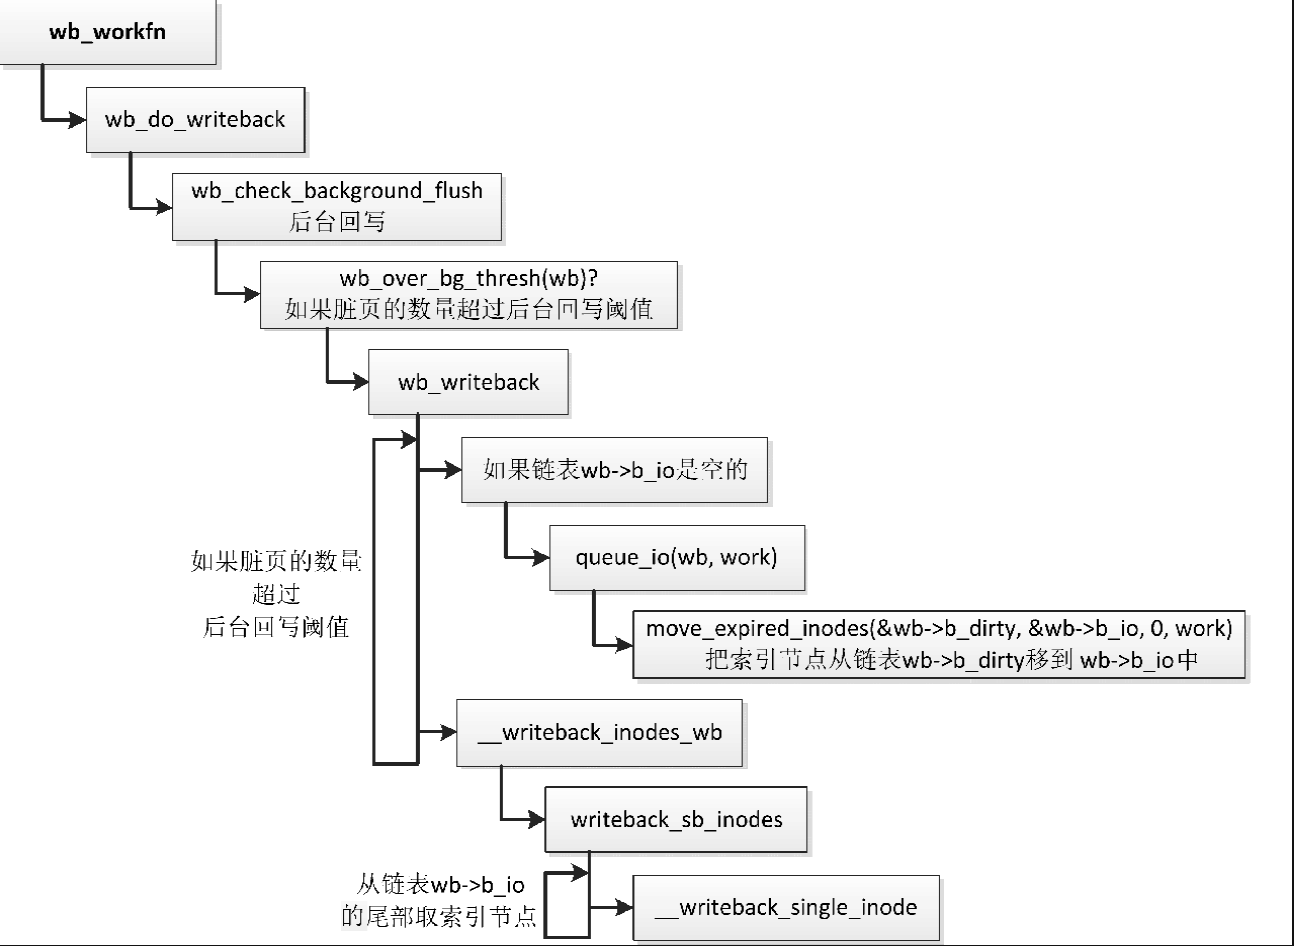 wb_workfn
wb_do_writeback
wb_check_background_flush
后台回写
wb_over_bg_thresh(wb)?
如果脏页的数量超过后台回写阈值
wb_writeback
如果链表wb->b_io是空的
queue_io(wb, work)
如果脏页的数量
超过
后台回写阈值
move_expired_inodes(&wb->b_dirty, &wb->b_io, 0, work)
把索引节点从链表wb->b_dirty移到 wb->b_io中
__writeback_inodes_wb
writeback_sb_inodes
从链表wb->b_io
的尾部取索引节点
__writeback_single_inode